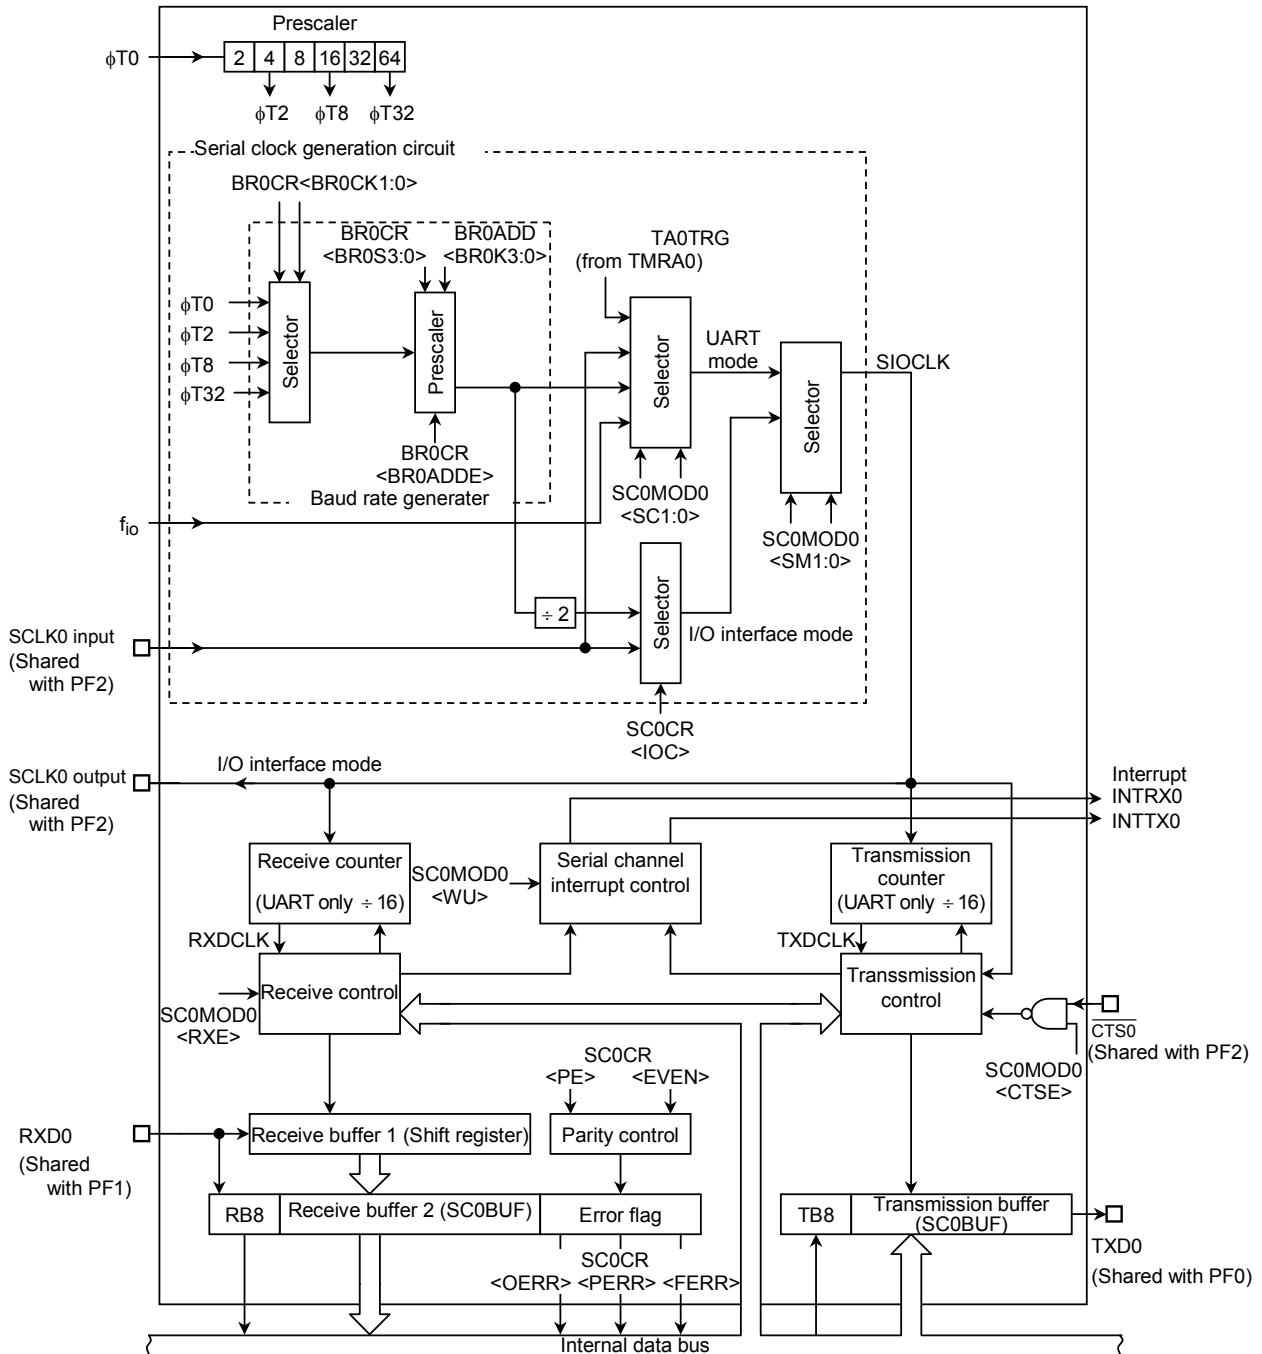 Prescaler
ϕT0
2 4 8 16 32 64
ϕT2 ϕT8 ϕT32
Serial clock generation circuit
BR0CR<BR0CK1:0>
BR0CR
<BR0S3:0>
BR0ADD
<BR0K3:0>
TA0TRG
(from TMRA0)
ϕT0
ϕT2
ϕT8
ϕT32
Selector
Prescaler
Selector
UART
mode
Selector
SIOCLK
BR0CR
<BR0ADDE>
Baud rate generater
SC0MOD0
<SC1:0>
SC0MOD0
<SM1:0>
fio
÷ 2
Selector
I/O interface mode
SCLK0 input
(Shared
with PF2)
SC0CR
<IOC>
SCLK0 output
(Shared
with PF2)
I/O interface mode
Interrupt
INTRX0
INTTX0
Receive counter
(UART only ÷ 16)
SC0MOD0
<WU>
Serial channel
interrupt control
Transmission
counter
(UART only ÷ 16)
RXDCLK
TXDCLK
Receive control
Transsmission
control
SC0MOD0
<RXE>
CTS0
(Shared with PF2)
SC0MOD0
<CTSE>
SC0CR
<PE> <EVEN>
RXD0
(Shared
with PF1)
Receive buffer 1 (Shift register)
Parity control
RB8
Receive buffer 2 (SC0BUF)
Error flag
TB8
Transmission buffer
(SC0BUF)
TXD0
(Shared with PF0)
SC0CR
<OERR> <PERR> <FERR>
Internal data bus